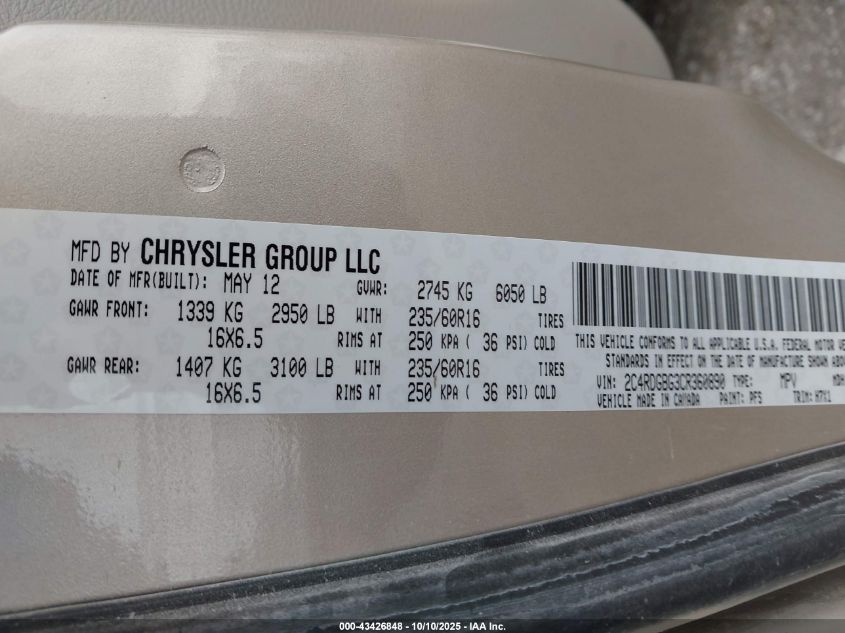 MFD BY CHRYSLER GROUP LLC
DATE OF MFR(BUILT): MAY 12 GVWR: 2745 KG 6050 LB
GAWR FRONT: 1339 KG 2950 LB WITH 235/60R16 TIRES
16X6.5 RIMS AT 250 KPA ( 36 PSI) COLD
GAWR REAR: 1407 KG 3100 LB WITH 235/60R16 TIRES
16X6.5 RIMS AT 250 KPA ( 36 PSI) COLD
THIS VEHICLE CONFORMS TO ALL APPLICABLE U.S.A. FEDERAL MOTOR VE
STANDARDS IN EFFECT ON THE DATE OF MANUFACTURE SHOWN ABOV
VIN: 2C4RDGBG3CR360890 TYPE: MPV MDH
VEHICLE MADE IN CANADA PAINT: PFS TRIM:
000-43426848 - 10/10/2025 - IAA Inc.